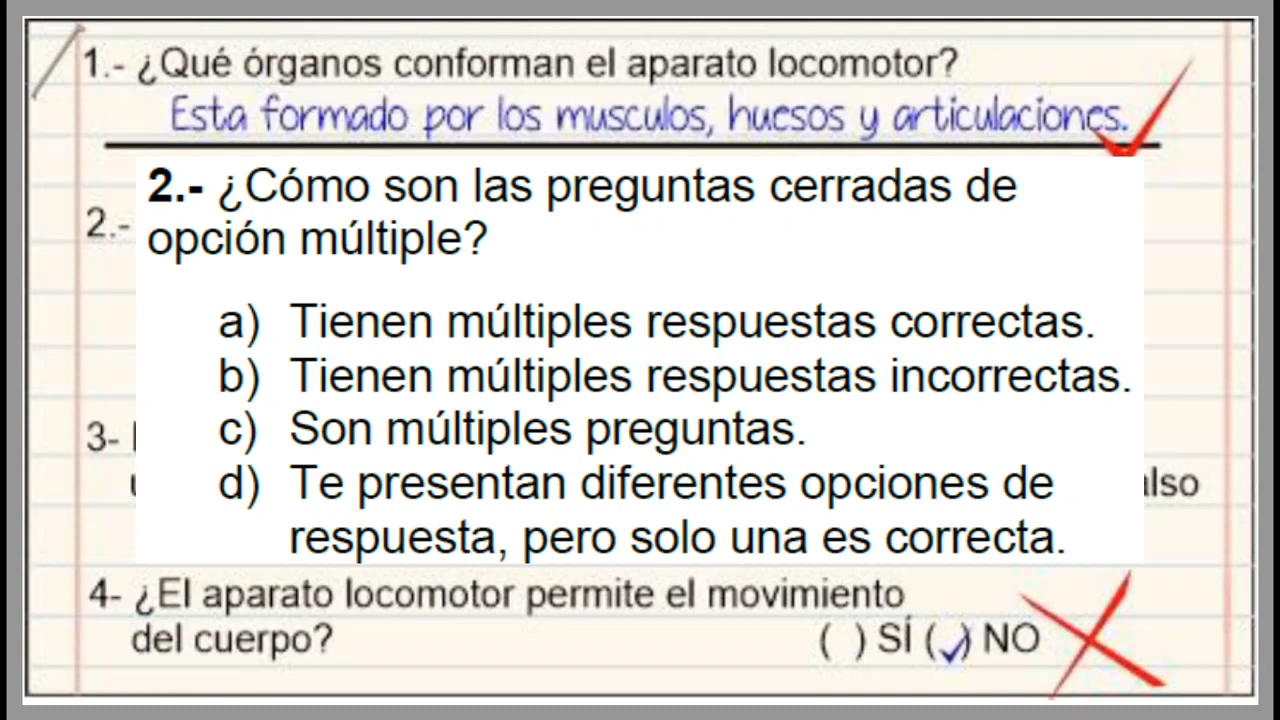 1.- ¿Qué órganos conforman el aparato locomotor?
Esta formado por los musculos, huesos y articulaciones.
2.-
2.- ¿Cómo son las preguntas cerradas de
opción múltiple?
a) Tienen múltiples respuestas correctas.
b) Tienen múltiples respuestas incorrectas.
c) Son múltiples preguntas.
d) Te presentan diferentes opciones de
respuesta, pero solo una es correcta.
3-
4- ¿El aparato locomotor permite el movimiento
del cuerpo? ( ) SÍ (✓) NO